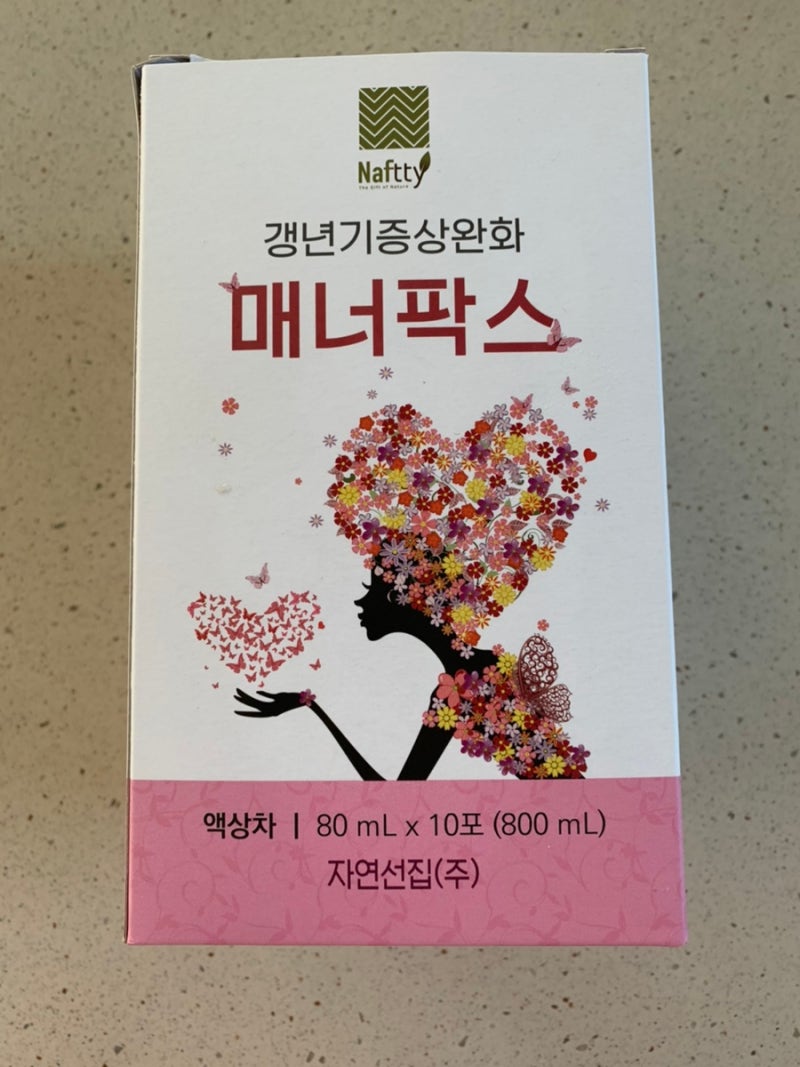 Naftty
The Gift of Nature
갱년기증상완화
매너팍스
액상차 | 80 mL x 10포 (800 mL)
자연선집(주)